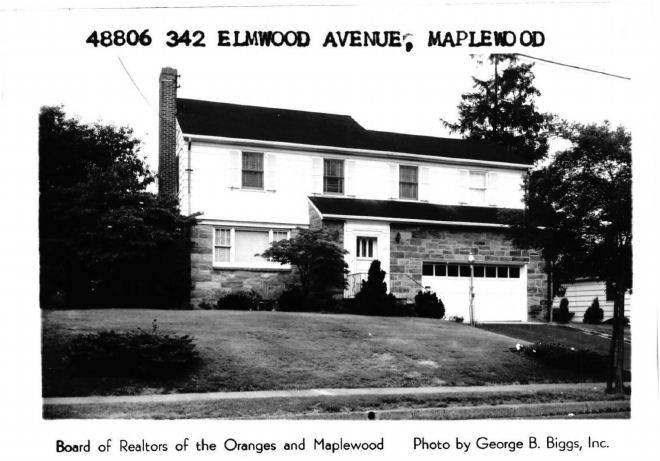 48806 342 ELMWOOD AVENUE, MAPLEWOOD
Board of Realtors of the Oranges and Maplewood Photo by George B. Biggs, Inc.